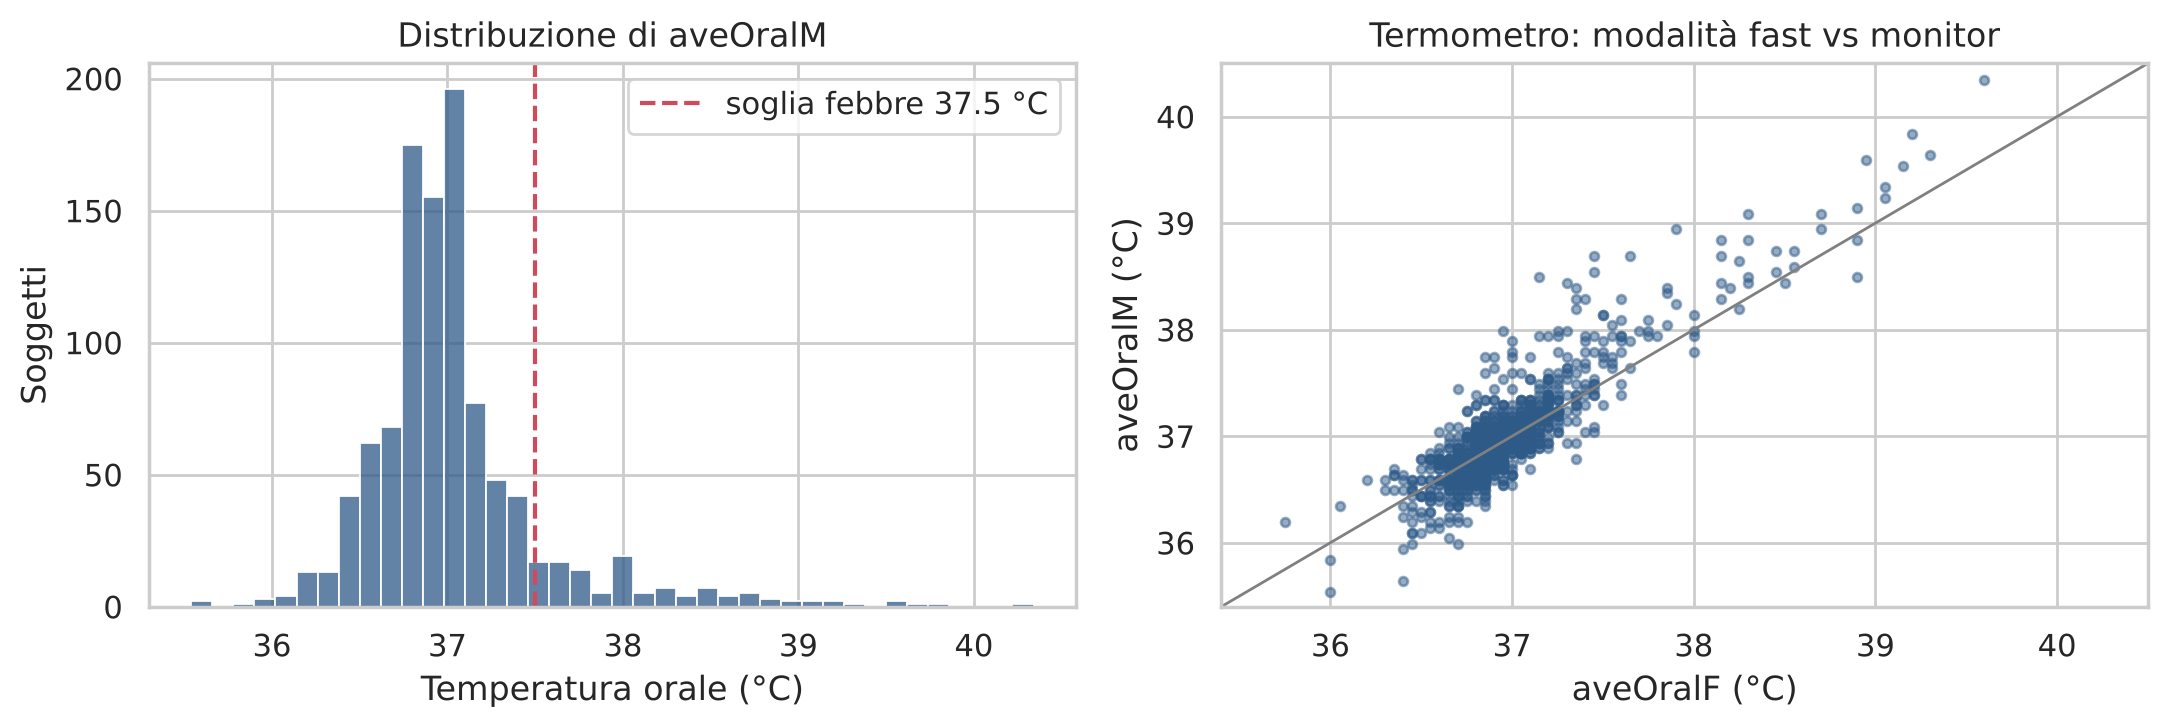 Distribuzione di aveOralM
200
150
100
50
0
Soggetti
soglia febbre 37.5 °C
36 37 38 39 40
Temperatura orale (°C)
Termometro: modalità fast vs monitor
40
39
38
37
36
aveOralM (°C)
36 37 38 39 40
aveOralF (°C)